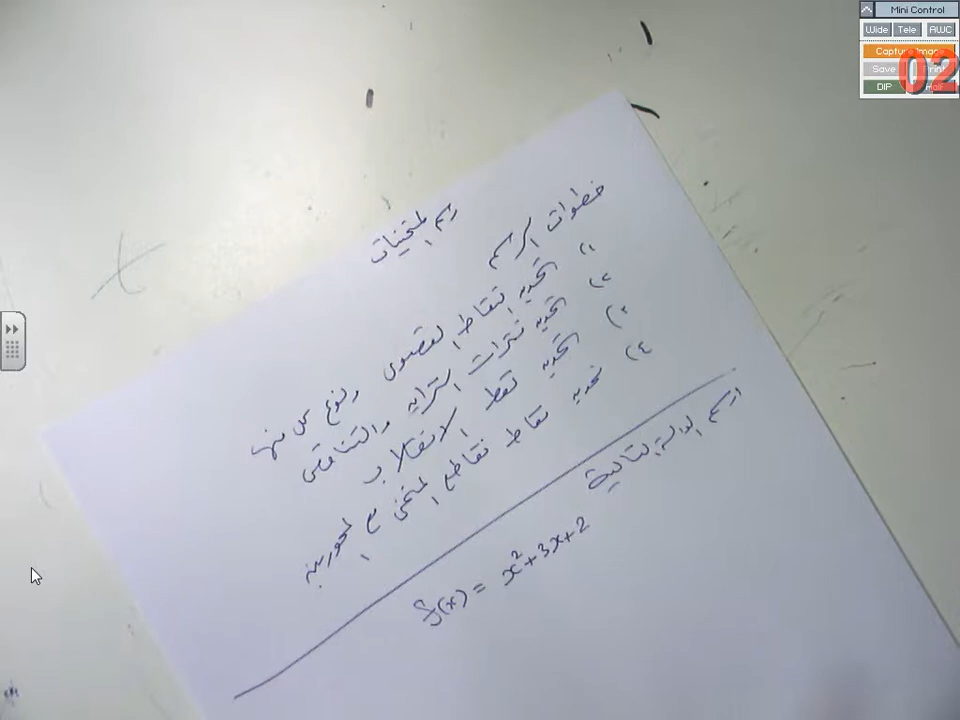 Mini Control
Wide Tele AWC
Capture Image
Save Print
DIP
02
رسم المنحنيات
خطوات الرسم
١) تحديد النقاط القصوى ونوع كل منها
٢) تحديد فترات التزايد والتناقص
٣) تحديد نقط الانقلاب
٤) تحديد نقاط تقاطع المنحنى مع المحورين
ارسم الدالة التالية
f(x) = x²+3x+2